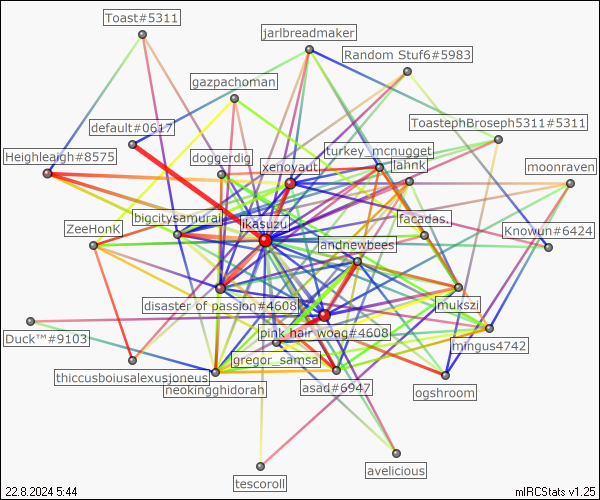 Toast#5311
jarlbreadmaker
Random Stuf6#5983
gazpachoman
ToastephBroseph5311#5311
default#0617
turkey_mcnugget
Heighleaigh#8575
doggerdig
xenoyaut
lahnk
moonraven
bigcitysamurai
ikasuzu
facadas.
ZeeHonK
landnewbees
Knowun#6424
disaster of passion#4608
mukszi
pink hair woag#4608
Duck™#9103
mingus4742
gregor_samsa
thiccusboiusalexusjoneus
neokingghidorah
asad#6947
ogshroom
avelicious
tescoroll
22.8.2024 5:44
mIRCStats v1.25